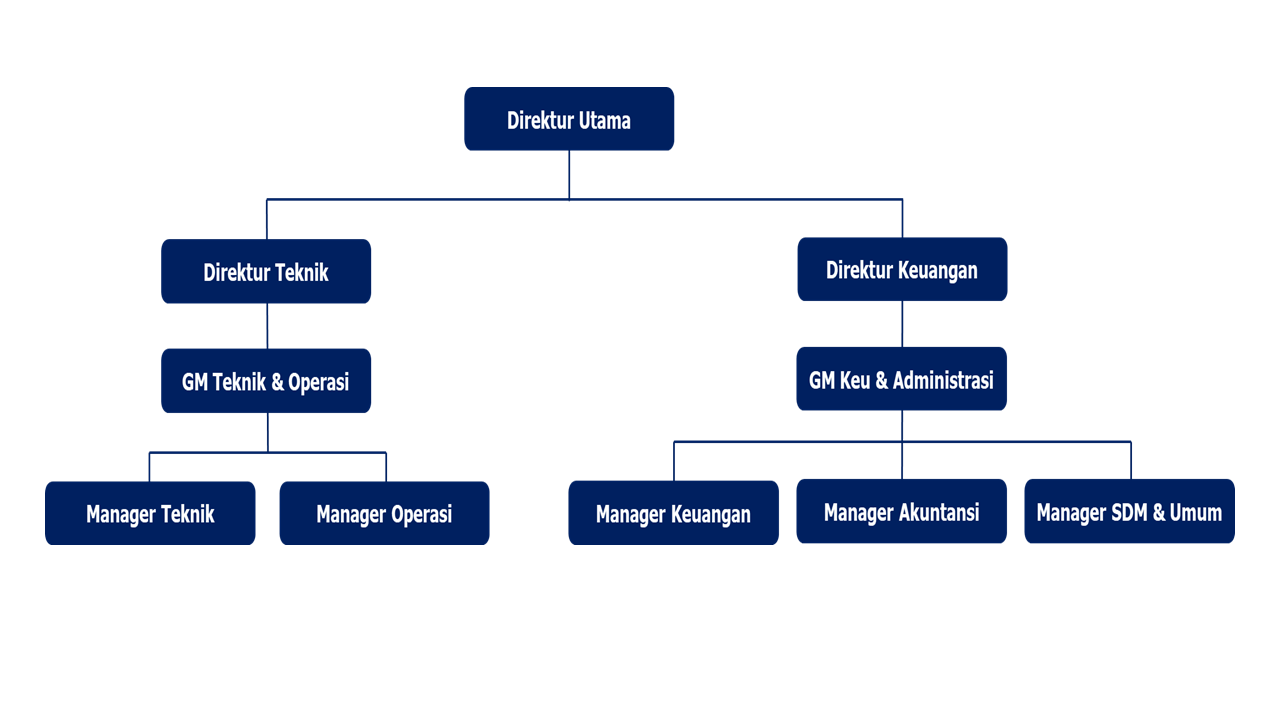 Direktur Utama
Direktur Teknik
Direktur Keuangan
GM Teknik & Operasi
GM Keu & Administrasi
Manager Teknik
Manager Operasi
Manager Keuangan
Manager Akuntansi
Manager SDM & Umum